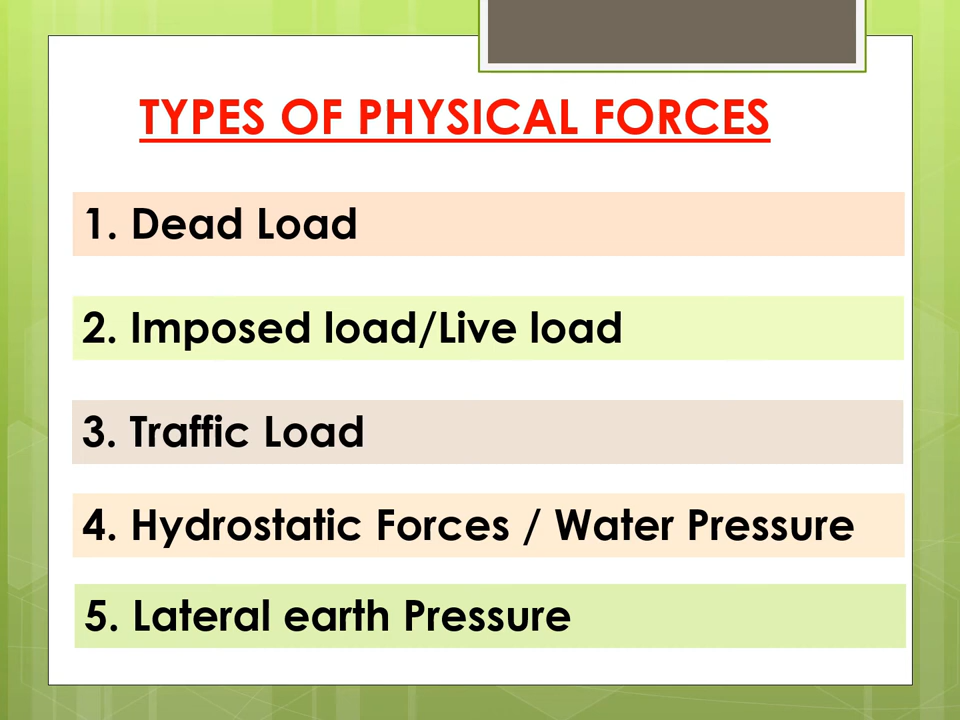 TYPES OF PHYSICAL FORCES
1. Dead Load
2. Imposed load/Live load
3. Traffic Load
4. Hydrostatic Forces / Water Pressure
5. Lateral earth Pressure